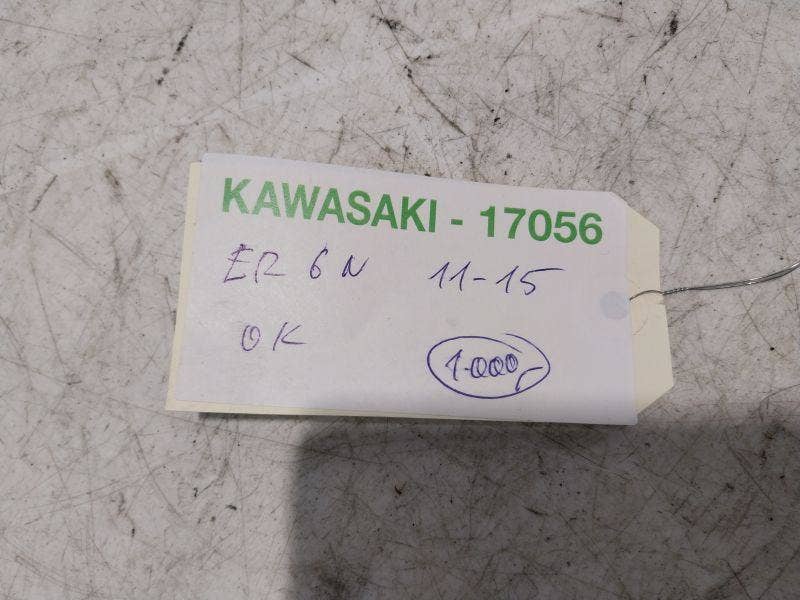 KAWASAKI - 17056
ER 6N 11-15
OK
1.000,-